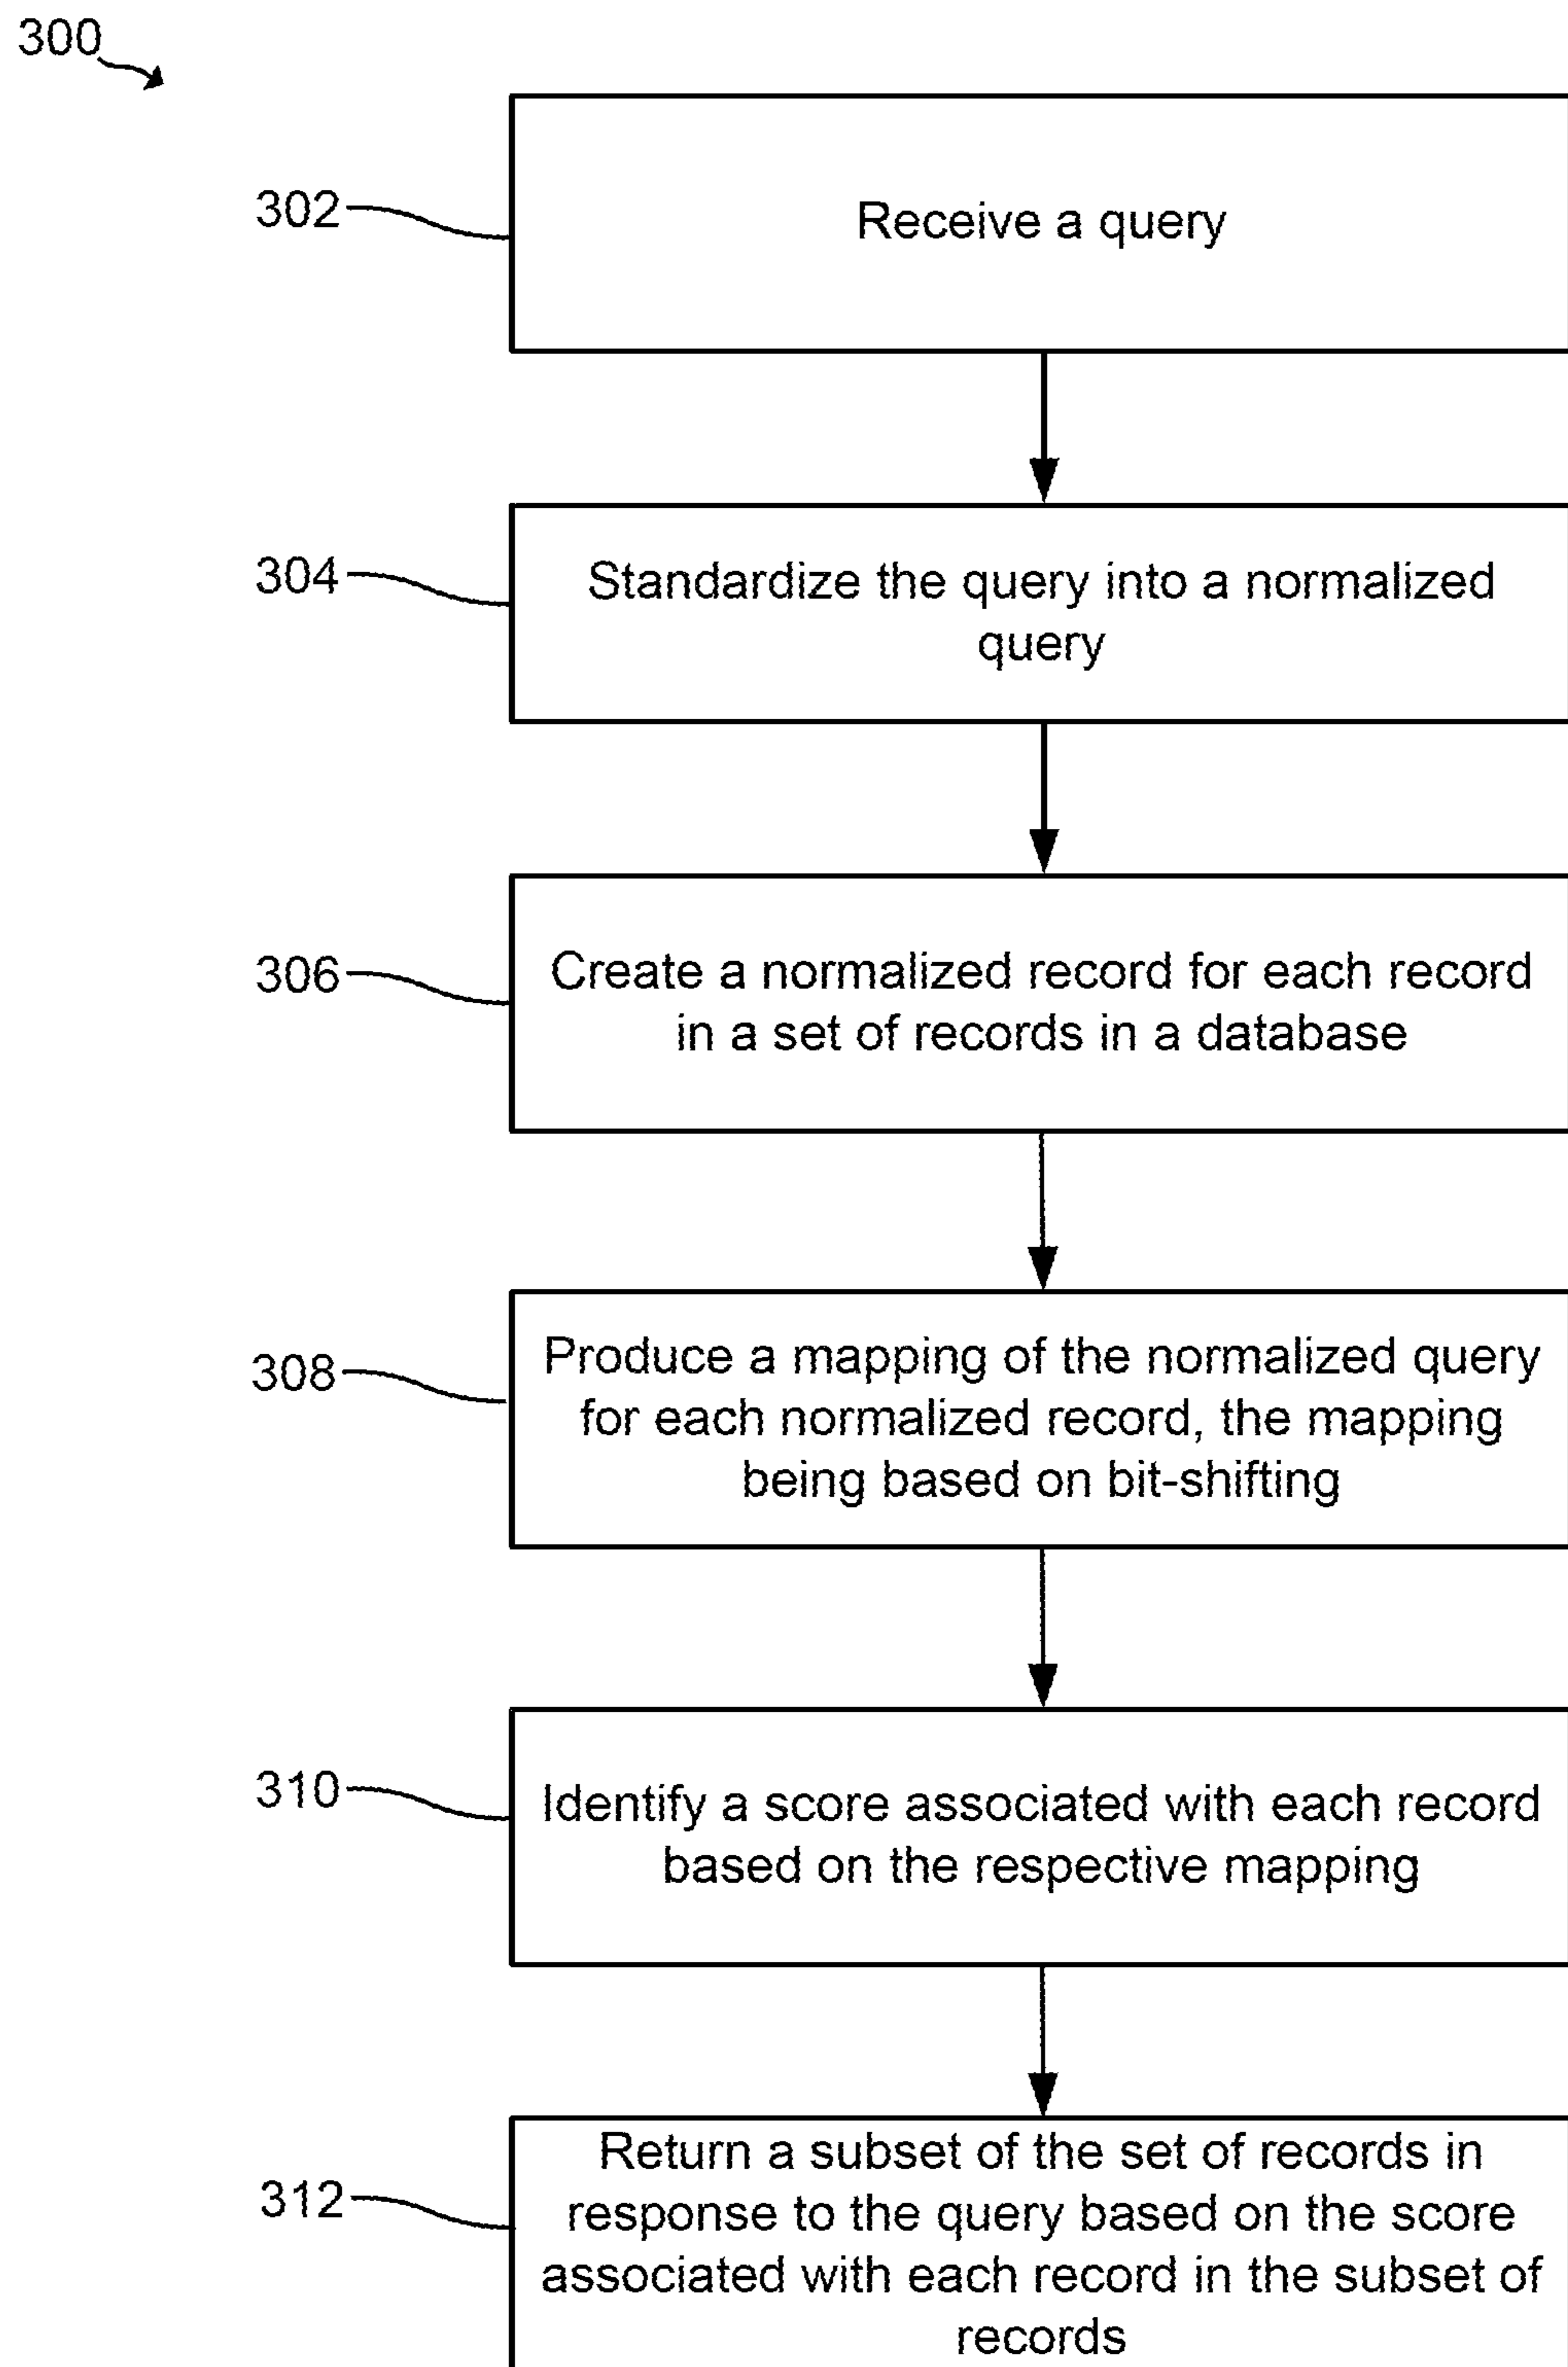 300
302
Receive a query
304
Standardize the query into a normalized
query
306
Create a normalized record for each record
in a set of records in a database
308
Produce a mapping of the normalized query
for each normalized record, the mapping
being based on bit-shifting
310
Identify a score associated with each record
based on the respective mapping
312
Return a subset of the set of records in
response to the query based on the score
associated with each record in the subset of
records